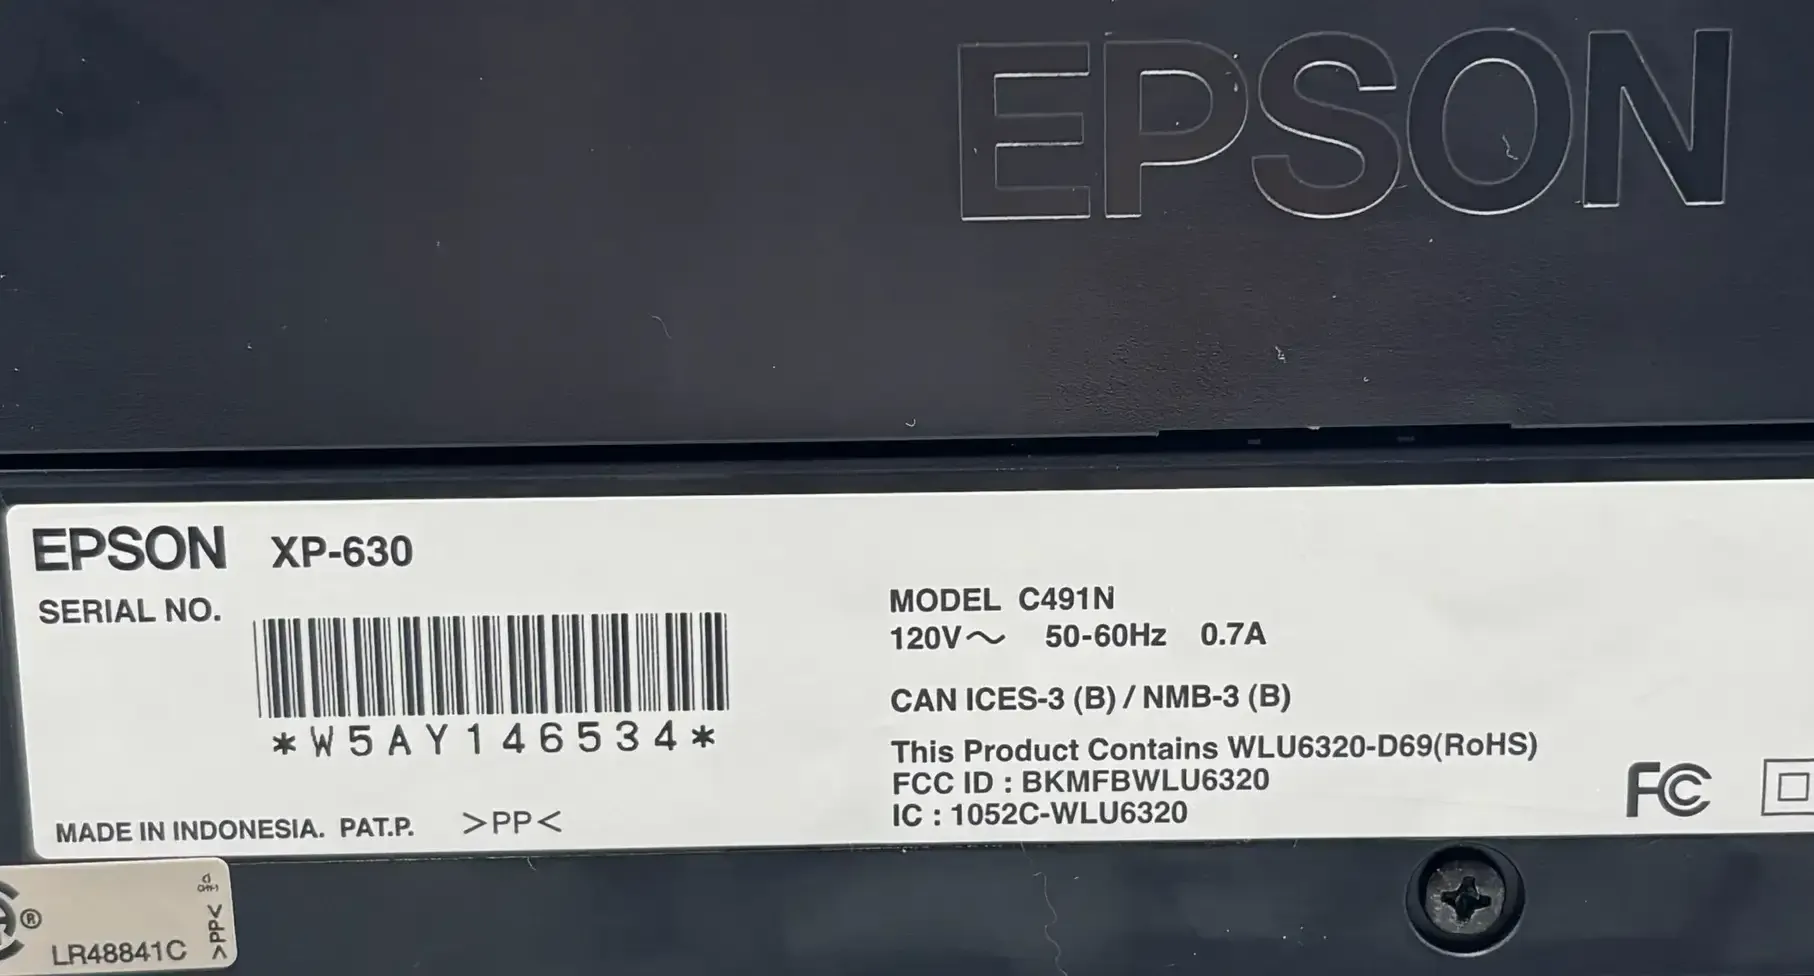 EPSON
EPSON XP-630
SERIAL NO.
*W5AY146534*
MADE IN INDONESIA. PAT.P. >PP<
MODEL C491N
120V～ 50-60Hz 0.7A
CAN ICES-3 (B) / NMB-3 (B)
This Product Contains WLU6320-D69(RoHS)
FCC ID : BKMFBWLU6320
IC : 1052C-WLU6320
FC
®
LR48841C
>PP<